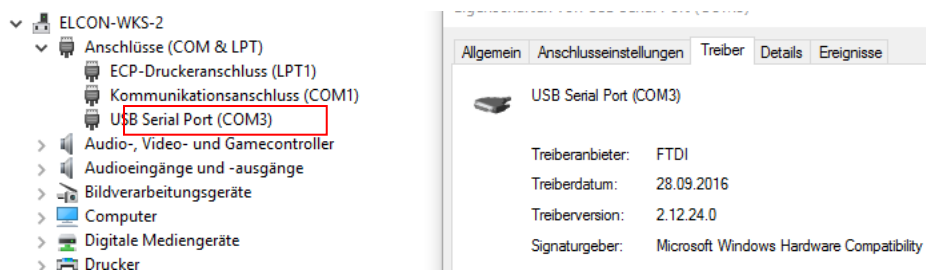 ELCON-WKS-2
Anschlüsse (COM & LPT)
ECP-Druckeranschluss (LPT1)
Kommunikationsanschluss (COM1)
USB Serial Port (COM3)
Audio-, Video- und Gamecontroller
Audioeingänge und -ausgänge
Bildverarbeitungsgeräte
Computer
Digitale Mediengeräte
Drucker
Allgemein Anschlusseinstellungen Treiber Details Ereignisse
USB Serial Port (COM3)
Treiberanbieter: FTDI
Treiberdatum: 28.09.2016
Treiberversion: 2.12.24.0
Signaturgeber: Microsoft Windows Hardware Compatibility